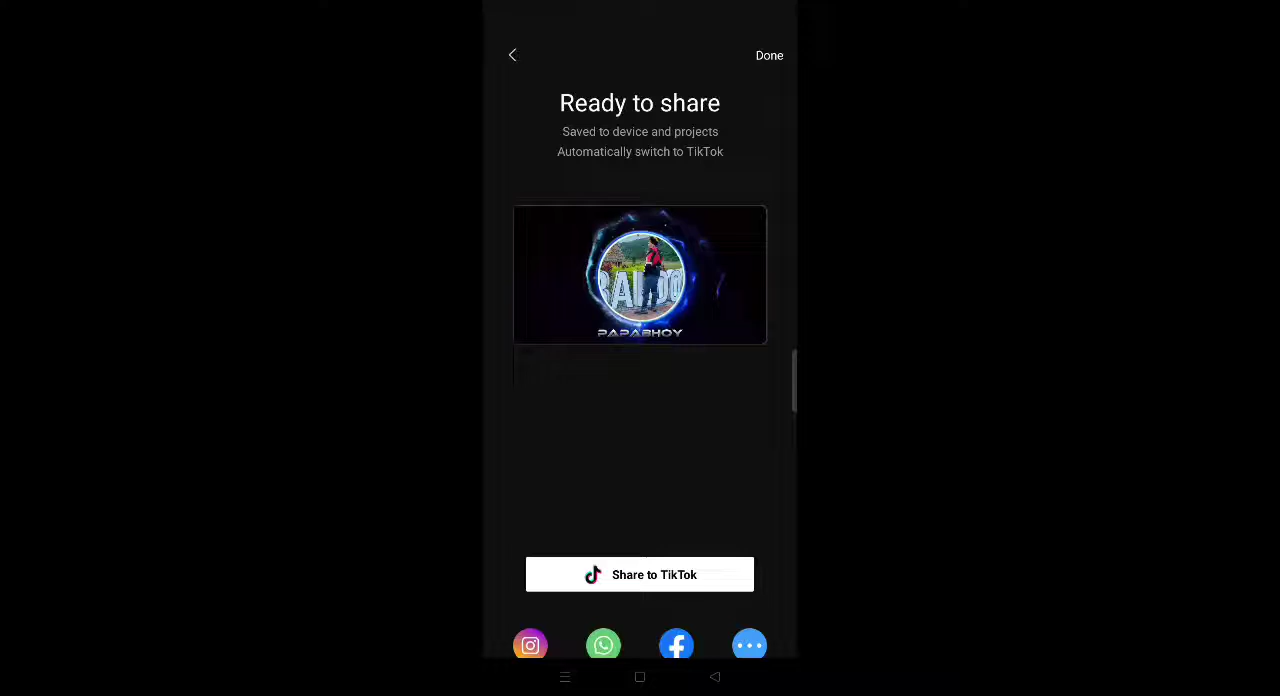 Done
Ready to share
Saved to device and projects
Automatically switch to TikTok
PAPABHOY
Share to TikTok